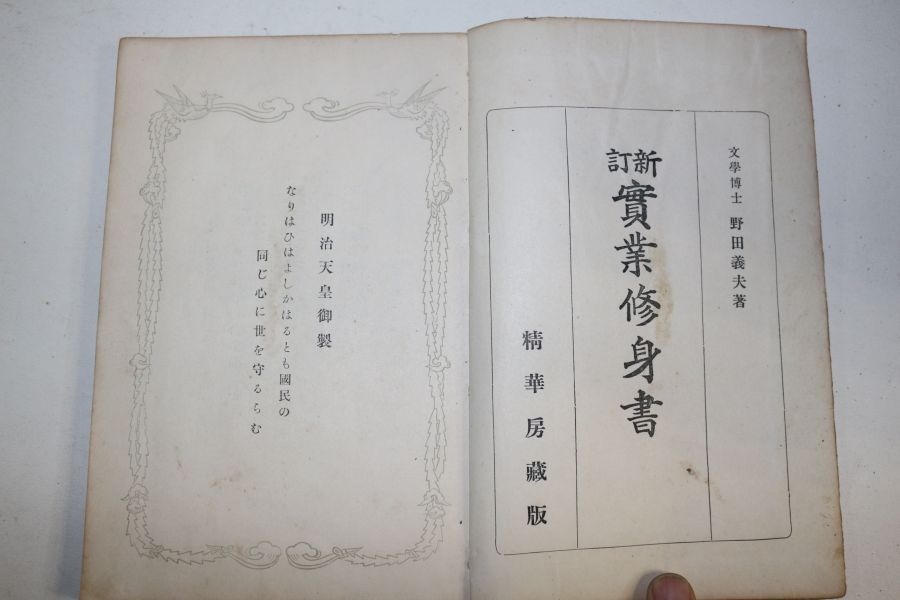 文學博士 野田義夫著
新訂 實業修身書
精華房藏版
明治天皇御製
なりはひはよしかはるとも國民の
同じ心に世を守るらむ